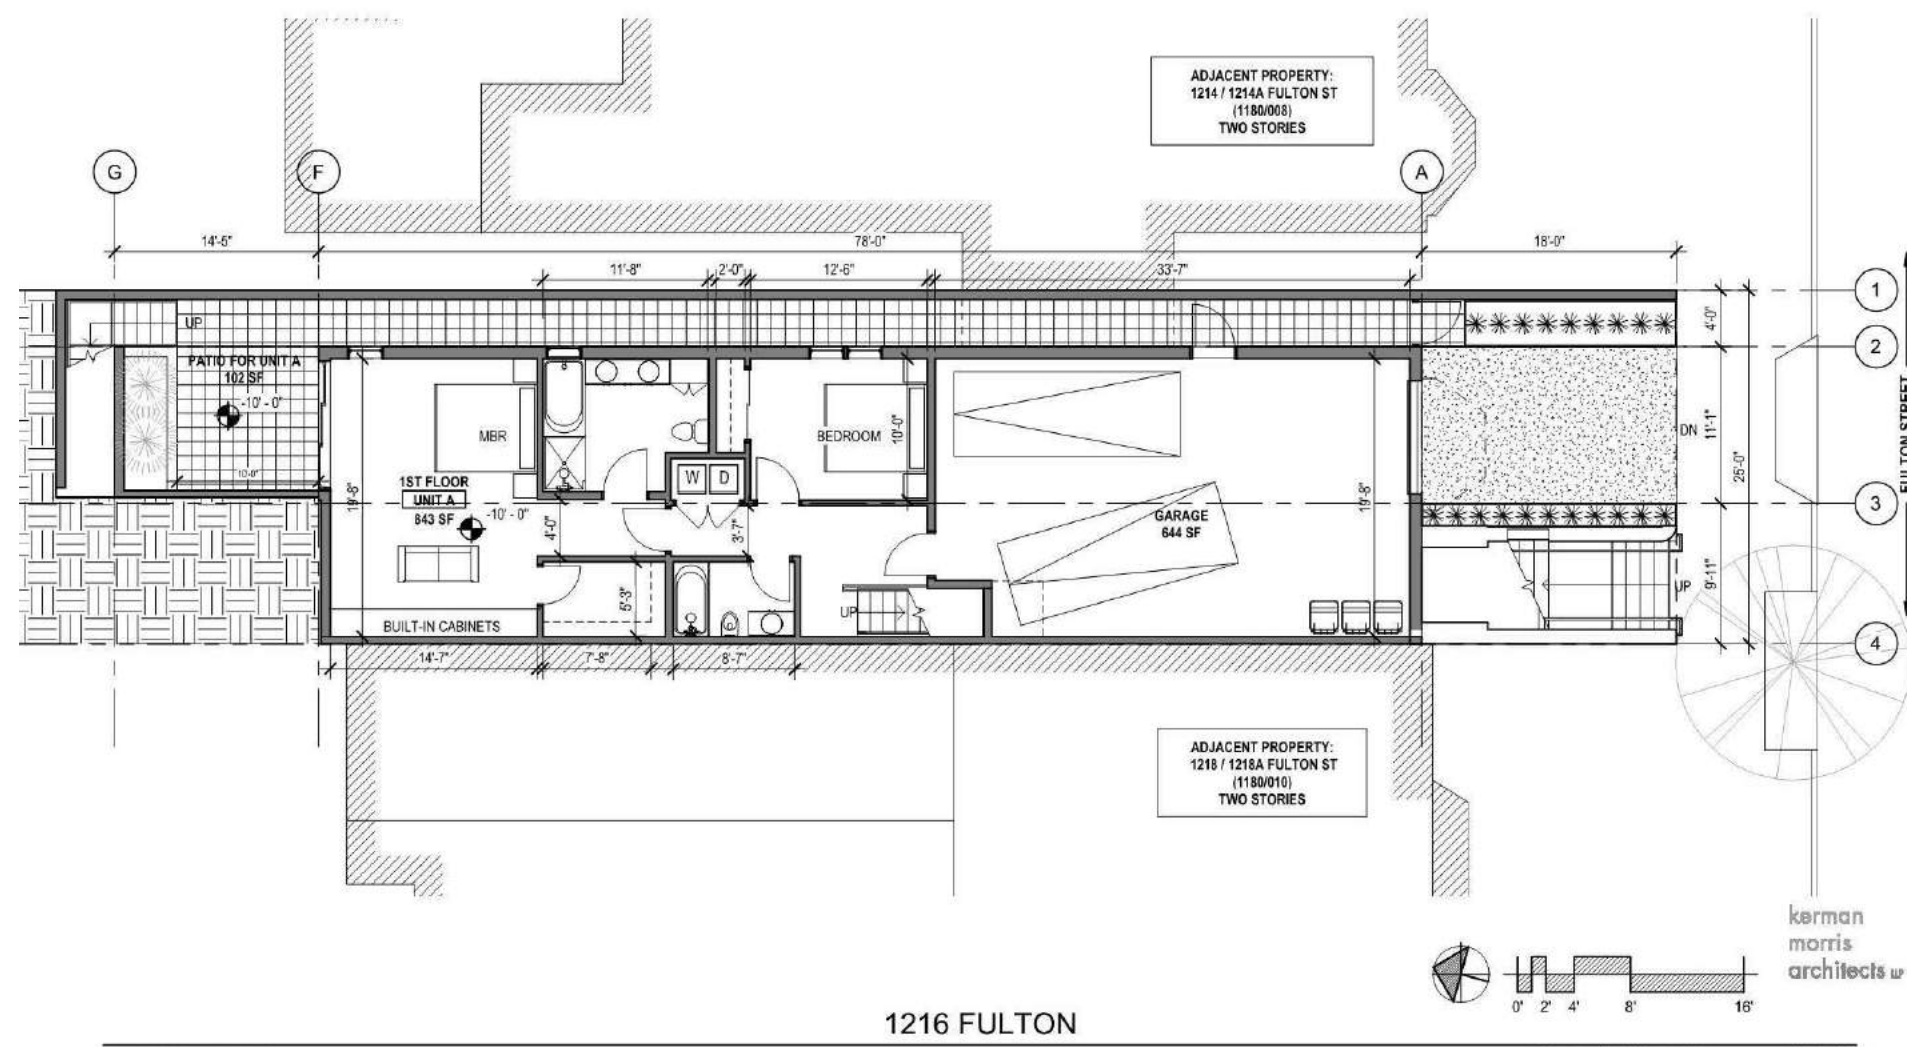 ADJACENT PROPERTY:
1214 / 1214A FULTON ST
(1180/008)
TWO STORIES
G
F
A
14'-5"
78'-0"
18'-0"
11'-8"
2'-0"
12'-6"
33'-7"
1
4'-0"
UP
2
PATIO FOR UNIT A
102 SF
-10' - 0"
10'-0"
MBR
BEDROOM
10'-0"
DN
11'-1"
25'-0"
FULTON STREET
W
D
1ST FLOOR
UNIT A
843 SF
-10' - 0"
19'-8"
4'-0"
3'-7"
GARAGE
644 SF
19'-8"
3
5'-3"
UP
UP
9'-11"
BUILT-IN CABINETS
4
14'-7"
7'-8"
8'-7"
ADJACENT PROPERTY:
1218 / 1218A FULTON ST
(1180/010)
TWO STORIES
kerman
morris
architects LLP
0' 2' 4' 8' 16'
1216 FULTON